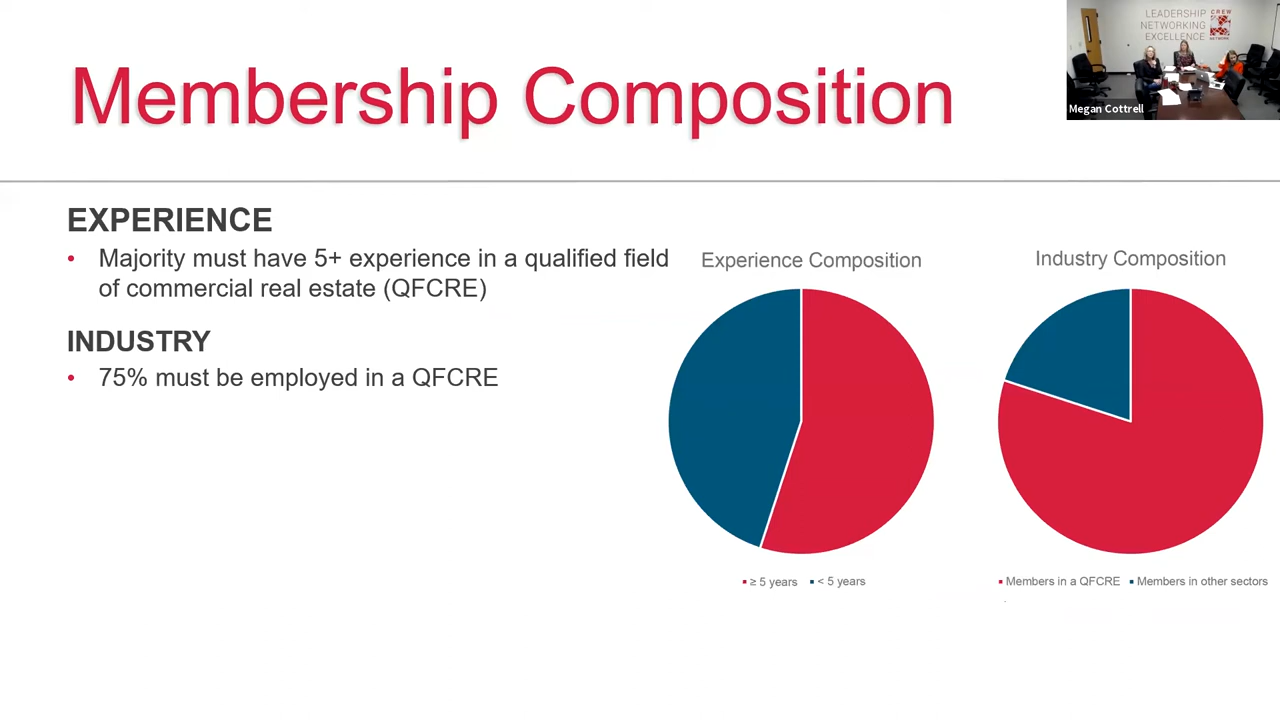 Membership Composition
LEADERSHIP
NETWORKING
EXCELLENCE
CREW
NETWORK
Megan Cottrell
EXPERIENCE
• Majority must have 5+ experience in a qualified field
of commercial real estate (QFCRE)
INDUSTRY
• 75% must be employed in a QFCRE
Experience Composition
≥ 5 years < 5 years
Industry Composition
Members in a QFCRE Members in other sectors